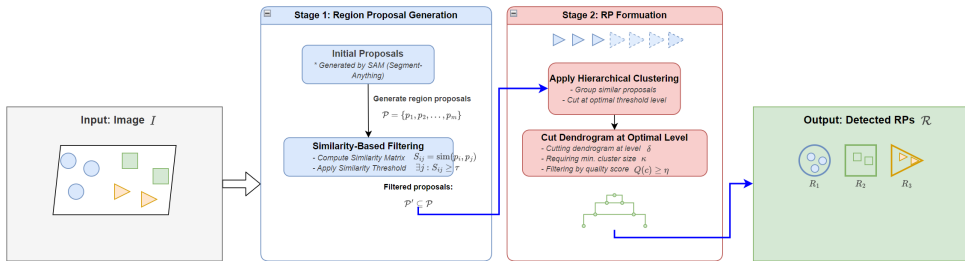 Input: Image I
Stage 1: Region Proposal Generation
Initial Proposals
* Generated by SAM (Segment-
Anything)
Generate region proposals
P = {p₁, p₂, . . . , pₘ}
Similarity-Based Filtering
- Compute Similarity Matrix Sᵢⱼ = sim(pᵢ, pⱼ)
- Apply Similarity Threshold ∃j : Sᵢⱼ ≥ τ
Filtered proposals:
P' ⊆ P
Stage 2: RP Formuation
Apply Hierarchical Clustering
- Group similar proposals
- Cut at optimal threshold level
Cut Dendrogram at Optimal Level
- Cutting dendrogram at level δ
- Requiring min. cluster size κ
- Filtering by quality score Q(c) ≥ η
Output: Detected RPs R
R₁ R₂ R₃